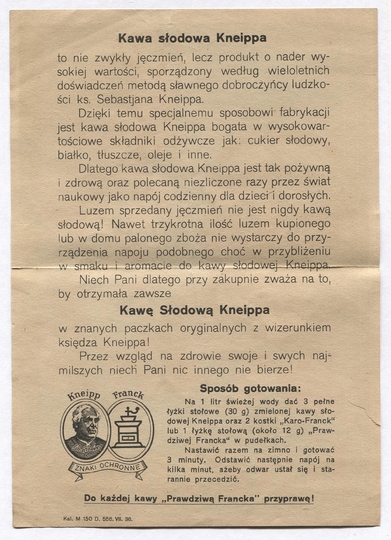 Kawa słodowa Kneippa
to nie zwykły jęczmień, lecz produkt o nader wy-
sokiej wartości, sporządzony według wieloletnich
doświadczeń metodą sławnego dobroczyńcy ludzko-
ści ks. Sebastjana Kneippa.
Dzięki temu specjalnemu sposobowi fabrykacji
jest kawa słodowa Kneippa bogata w wysokowar-
tościowe składniki odżywcze jak: cukier słodowy,
białko, tłuszcze, oleje i inne.
Dlatego kawa słodowa Kneippa jest tak pożywną
i zdrową oraz polecaną niezliczone razy przez świat
naukowy jako napój codzienny dla dzieci i dorosłych.
Luzem sprzedany jęczmień nie jest nigdy kawą
słodową! Nawet trzykrotna ilość luzem kupionego
lub w domu palonego zboża nie wystarczy do przy-
rządzenia napoju podobnego choć w przybliżeniu
w smaku i aromacie do kawy słodowej Kneippa.
Niech Pani dlatego przy zakupnie zważa na to,
by otrzymała zawsze
Kawę Słodową Kneippa
w znanych paczkach oryginalnych z wizerunkiem
księdza Kneippa!
Przez wzgląd na zdrowie swoje i swych naj-
milszych niech Pani nic innego nie bierze!
Kneipp Franck
ZNAKI OCHRONNE
Sposób gotowania:
Na 1 litr świeżej wody dać 3 pełne
łyżki stołowe (30 g) zmielonej kawy sło-
dowej Kneippa oraz 2 kostki „Karo-Franck"
lub 1 łyżkę stołową (około 12 g) „Praw-
dziwej Francka" w pudełkach.
Nastawić razem na zimno i gotować
3 minuty. Odstawić następnie napój na
kilka minut, ażeby odwar ustał się i sta-
rannie przecedzić.
Do każdej kawy "Prawdziwą Francka" przyprawę!
Kat. M 150 D. 555. VII. 36.